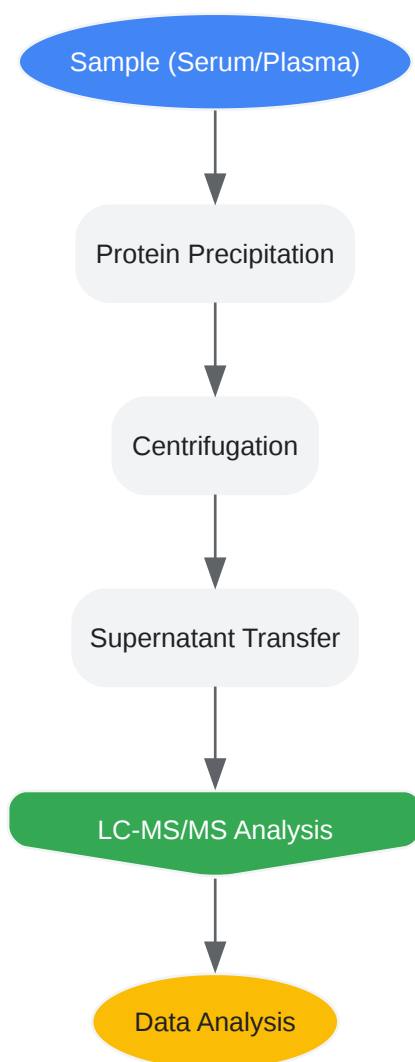 Sample (Serum/Plasma)
Protein Precipitation
Centrifugation
Supernatant Transfer
LC-MS/MS Analysis
Data Analysis